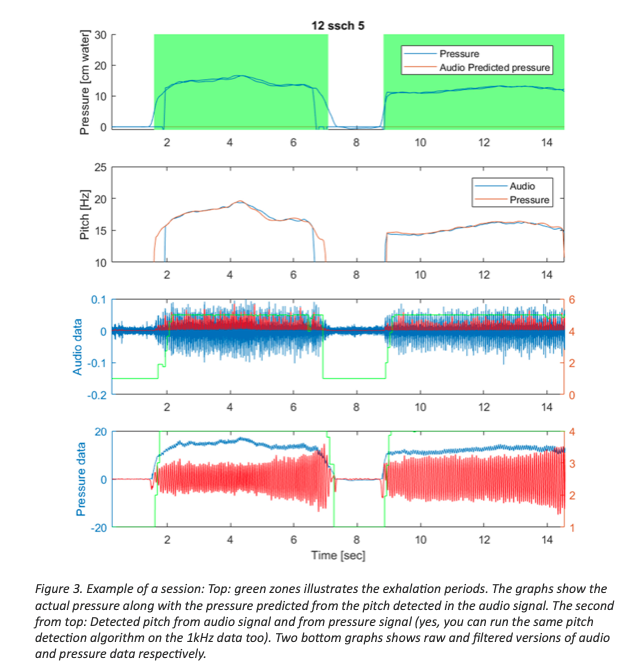 12 ssch 5
Pressure [cm water]
30
20
10
0
Pressure
Audio Predicted pressure
2 4 6 8 10 12 14
Pitch [Hz]
25
20
15
10
Audio
Pressure
2 4 6 8 10 12 14
Audio data
0.1
0
-0.1
-0.2
6
4
2
0
2 4 6 8 10 12 14
Pressure data
20
0
-20
4
3
2
1
2 4 6 8 10 12 14
Time [sec]
Figure 3. Example of a session: Top: green zones illustrates the exhalation periods. The graphs show the
actual pressure along with the pressure predicted from the pitch detected in the audio signal. The second
from top: Detected pitch from audio signal and from pressure signal (yes, you can run the same pitch
detection algorithm on the 1kHz data too). Two bottom graphs shows raw and filtered versions of audio
and pressure data respectively.